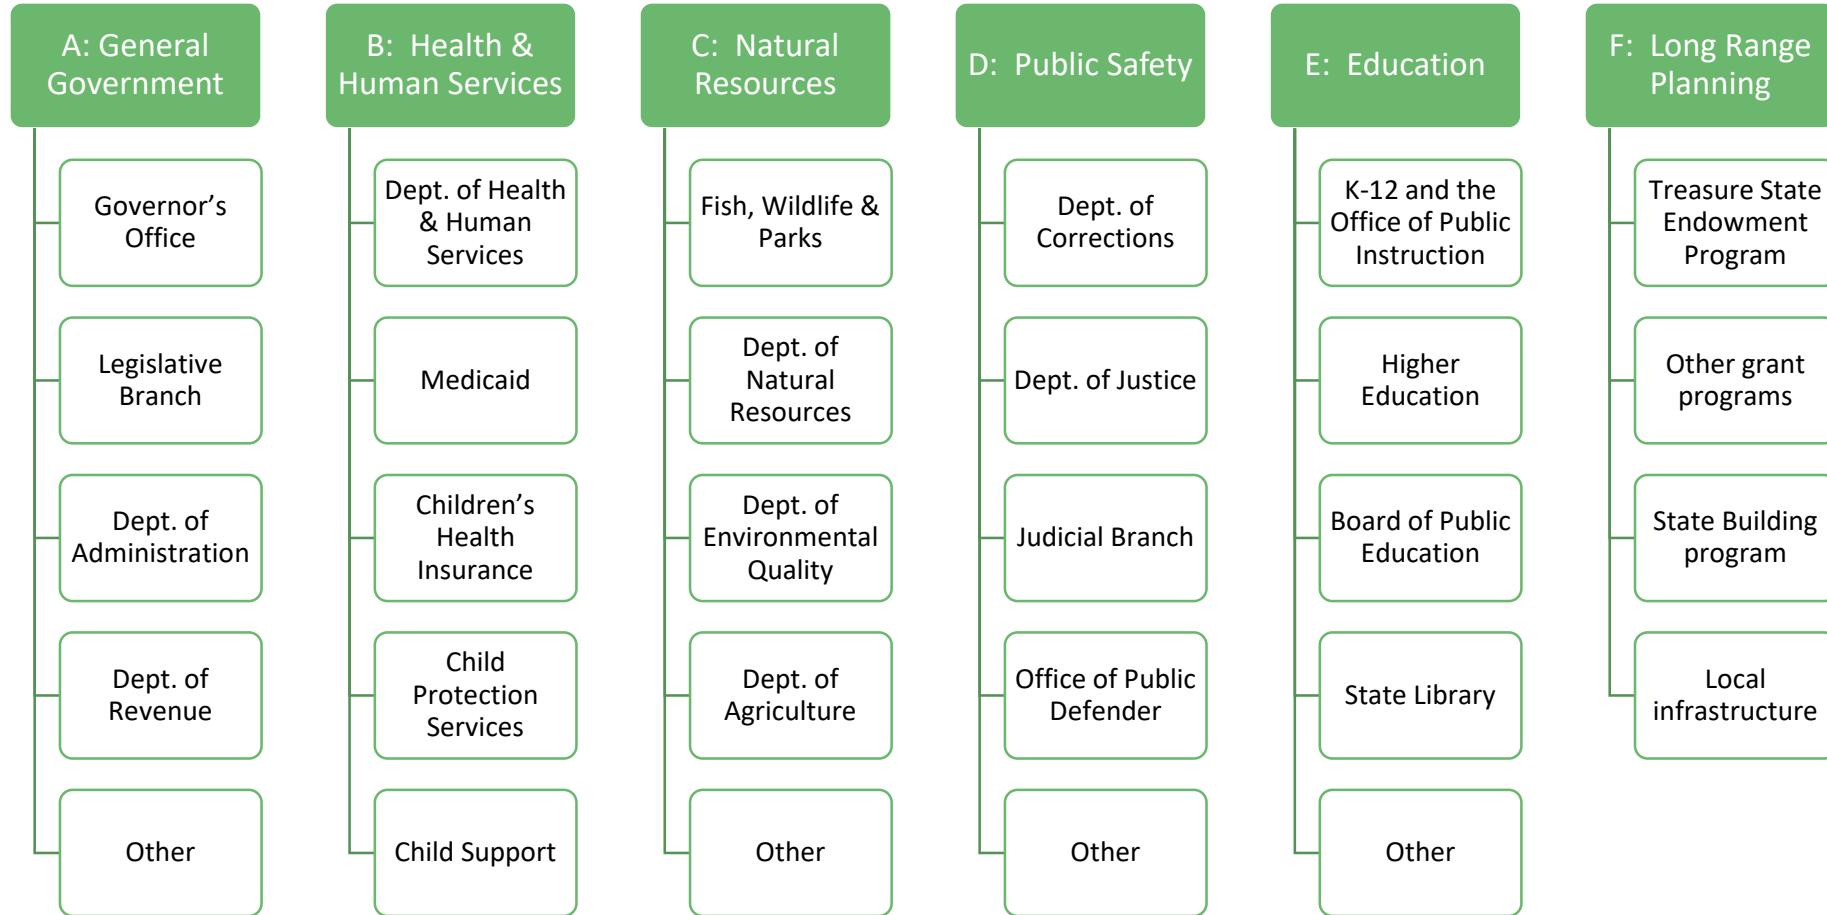 A: General
Government
Governor’s
Office
Legislative
Branch
Dept. of
Administration
Dept. of
Revenue
Other
B: Health &
Human Services
Dept. of Health
& Human
Services
Medicaid
Children’s
Health
Insurance
Child
Protection
Services
Child Support
C: Natural
Resources
Fish, Wildlife &
Parks
Dept. of
Natural
Resources
Dept. of
Environmental
Quality
Dept. of
Agriculture
Other
D: Public Safety
Dept. of
Corrections
Dept. of Justice
Judicial Branch
Office of Public
Defender
Other
E: Education
K-12 and the
Office of Public
Instruction
Higher
Education
Board of Public
Education
State Library
Other
F: Long Range
Planning
Treasure State
Endowment
Program
Other grant
programs
State Building
program
Local
infrastructure